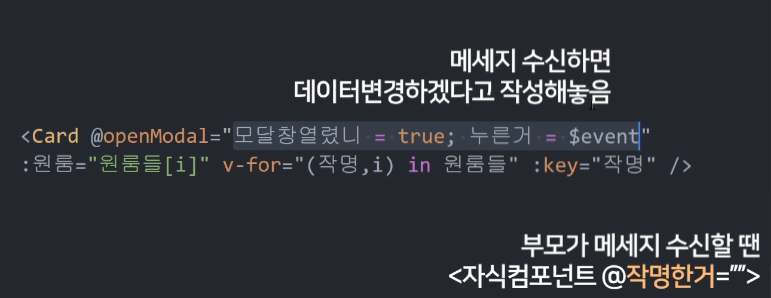 메세지 수신하면
데이터변경하겠다고 작성해놓음
<Card @openModal="모달창열렸니 = true; 누른거 = $event"
:원룸="원룸들[i]" v-for="(작명,i) in 원룸들" :key="작명" />
부모가 메세지 수신할 땐
<자식컴포넌트 @작명한거="">